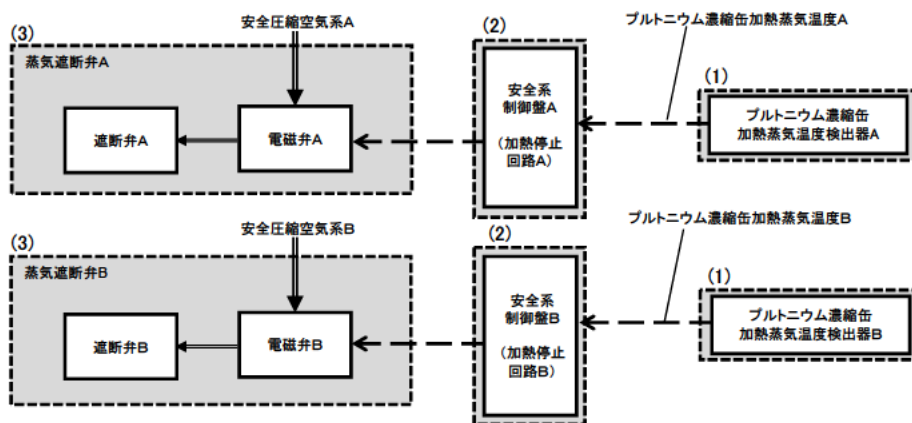 安全圧縮空気系A
プルトニウム濃縮缶加熱蒸気温度A
(3)
(2)
(1)
蒸気遮断弁A
遮断弁A
電磁弁A
安全系
制御盤A
(加熱停止
回路A)
プルトニウム濃縮缶
加熱蒸気温度検出器A
安全圧縮空気系B
プルトニウム濃縮缶加熱蒸気温度B
(3)
(2)
(1)
蒸気遮断弁B
遮断弁B
電磁弁B
安全系
制御盤B
(加熱停止
回路B)
プルトニウム濃縮缶
加熱蒸気温度検出器B